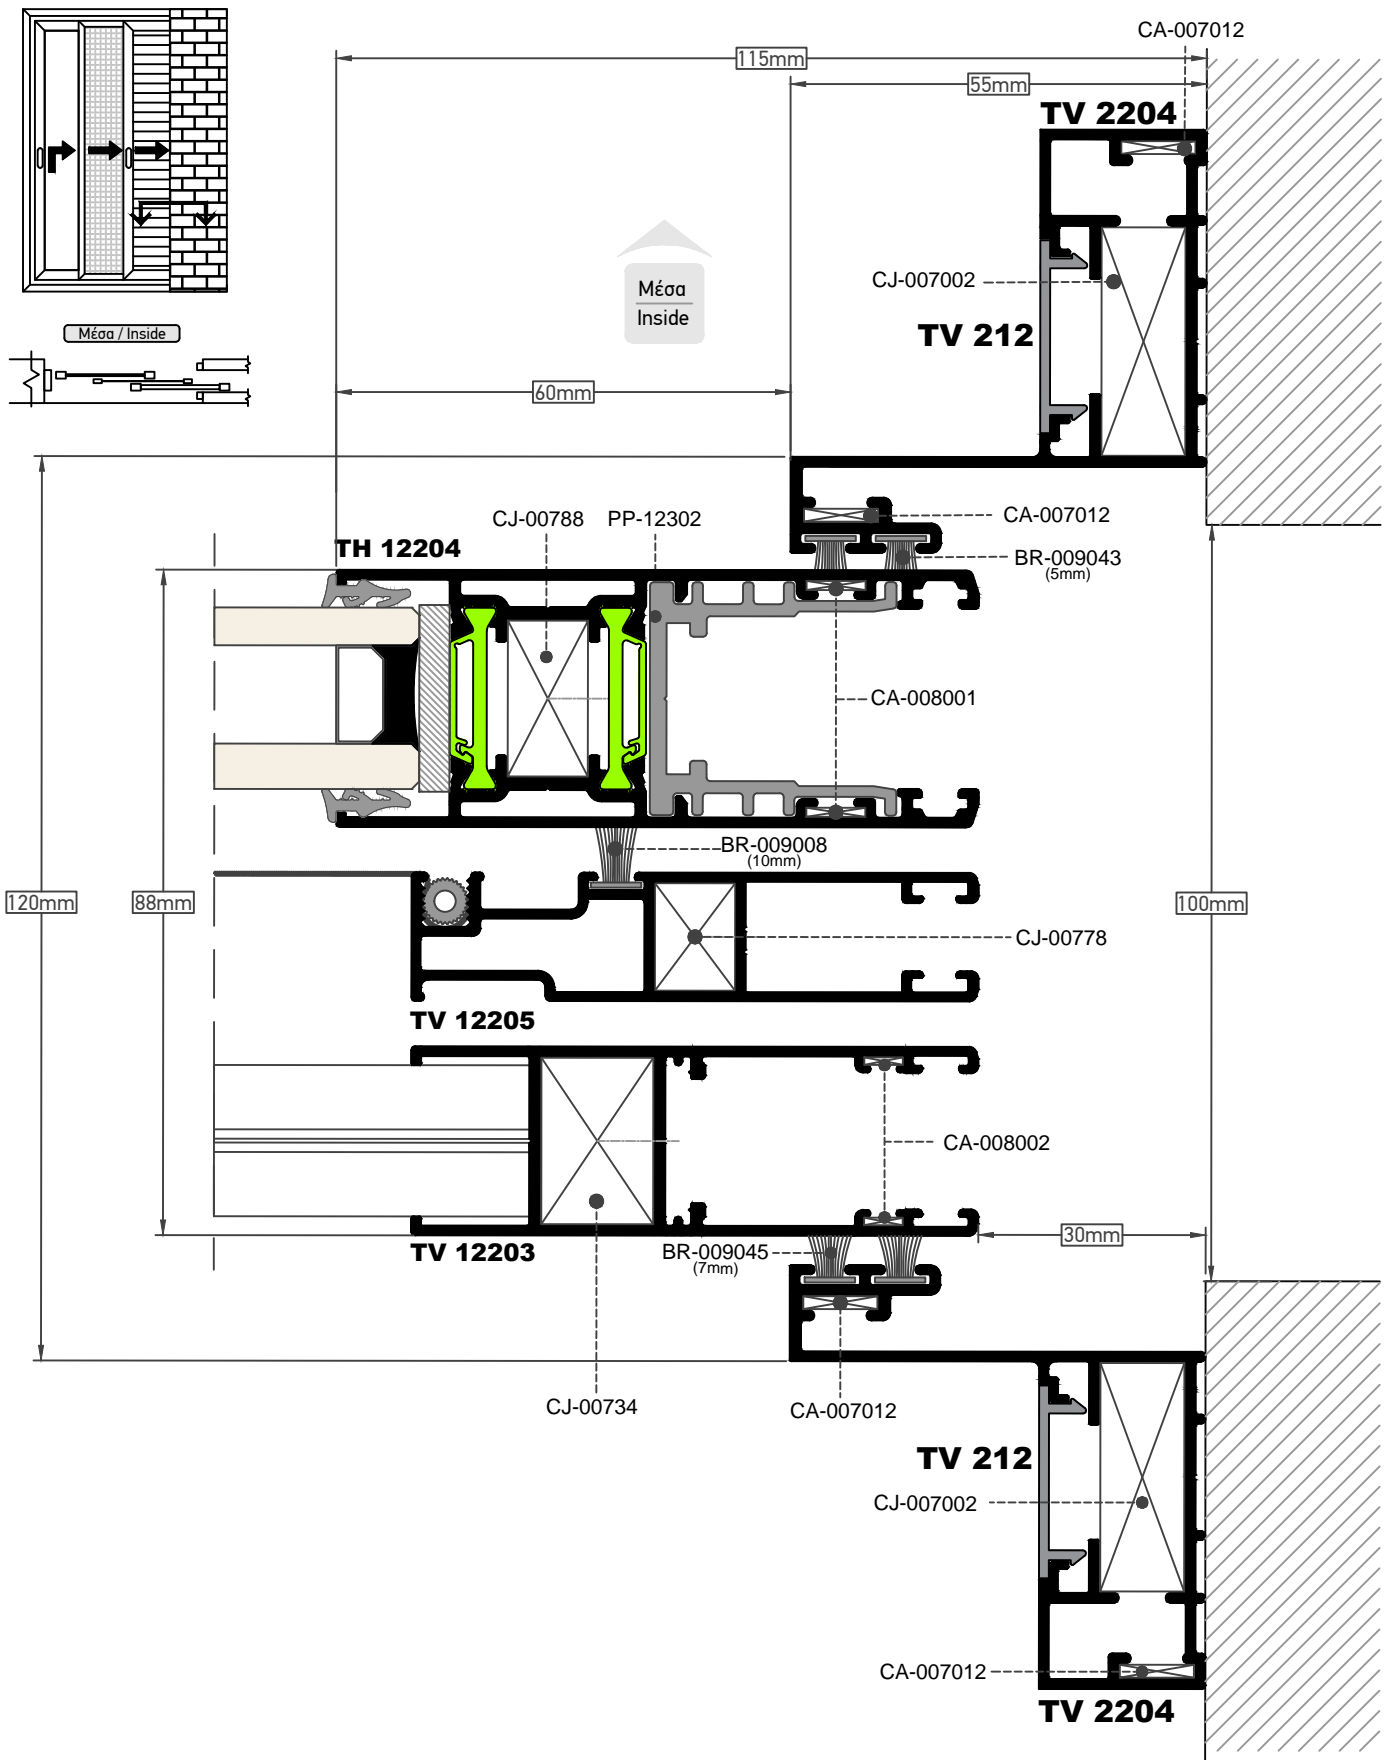 CA-007012
115mm
55mm
TV 2204
CJ-007002
Μέσα
Inside
TV 212
Μέσα / Inside
60mm
CJ-00788
PP-12302
CA-007012
TH 12204
BR-009043
(5mm)
CA-008001
BR-009008
(10mm)
120mm
88mm
100mm
CJ-00778
TV 12205
CA-008002
TV 12203
BR-009045
(7mm)
30mm
CJ-00734
CA-007012
TV 212
CJ-007002
CA-007012
TV 2204